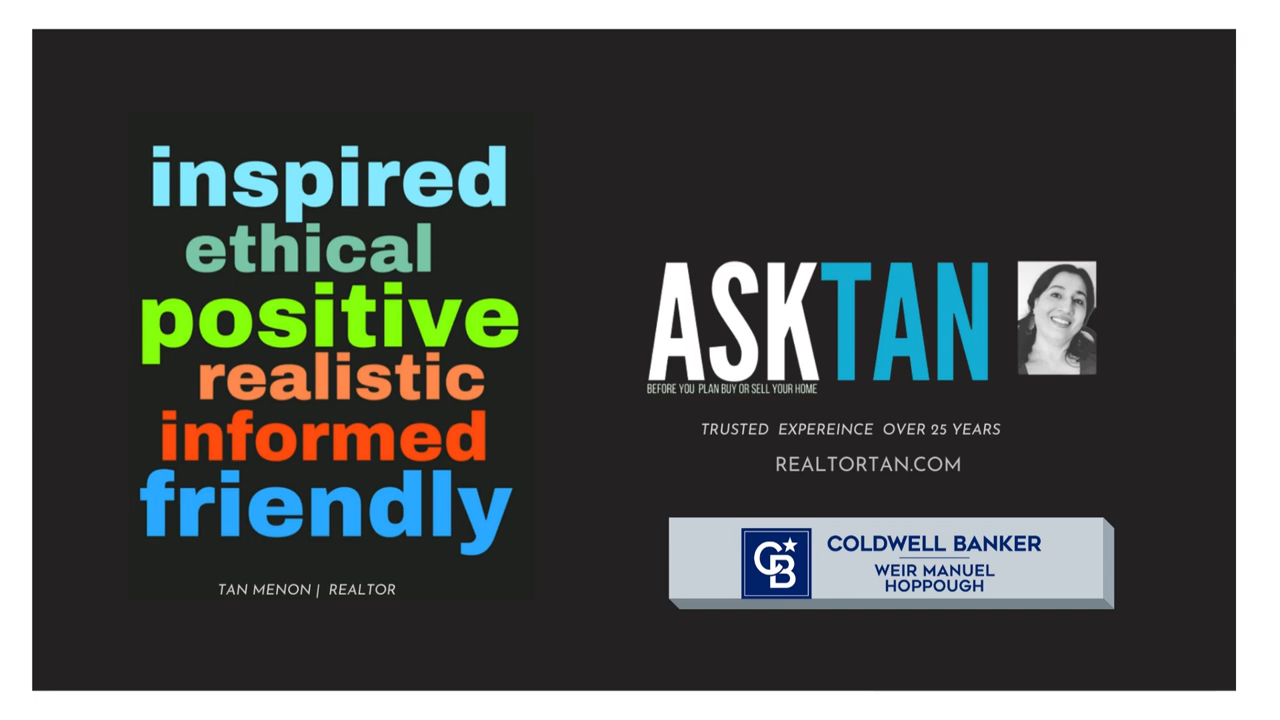 inspired
ethical
positive
realistic
informed
friendly
TAN MENON | REALTOR
ASKTAN
BEFORE YOU PLAN BUY OR SELL YOUR HOME
TRUSTED EXPEREINCE OVER 25 YEARS
REALTORTAN.COM
CB
COLDWELL BANKER
WEIR MANUEL
HOPPOUGH